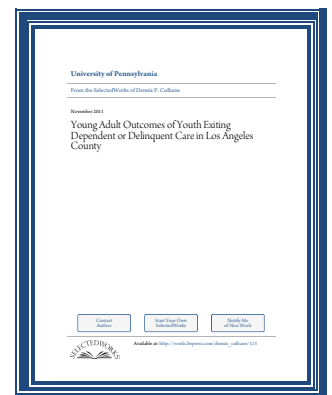 University of Pennsylvania
From the SelectedWorks of Dennis P. Culhane
November 2011
Young Adult Outcomes of Youth Exiting
Dependent or Delinquent Care in Los Angeles
County
Contact
Author
Start Your Own
SelectedWorks
Notify Me
of New Work
SELECTEDWORKS
Available at: http://works.bepress.com/dennis_culhane/113